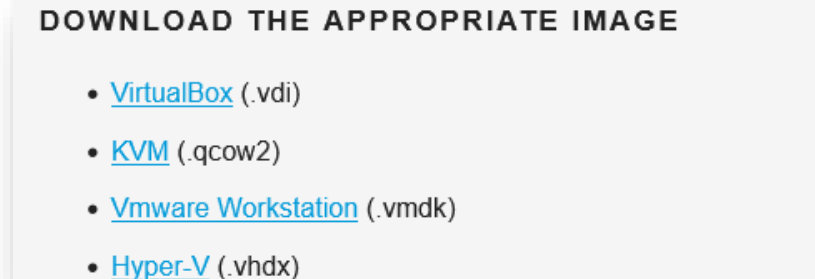 DOWNLOAD THE APPROPRIATE IMAGE
• VirtualBox (.vdi)
• KVM (.qcow2)
• Vmware Workstation (.vmdk)
• Hyper-V (.vhdx)